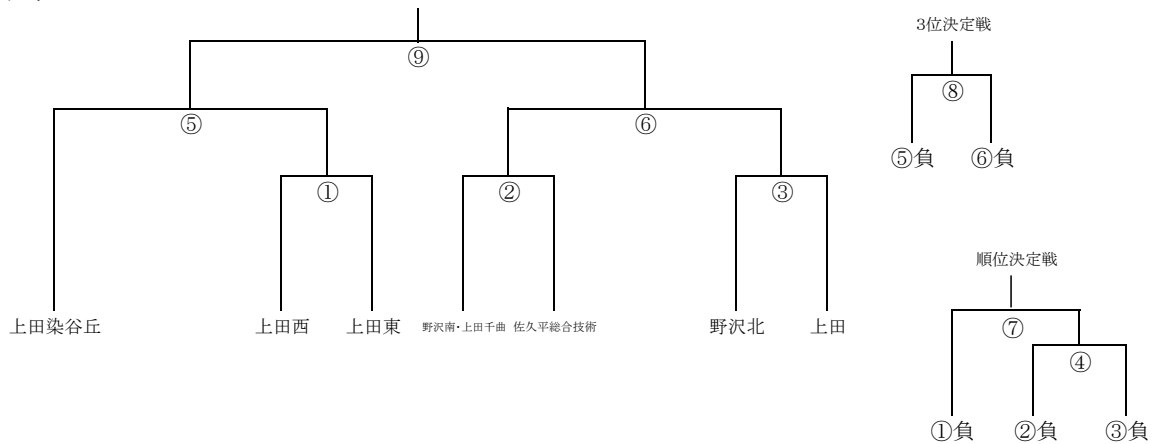 3位決定戦
⑨
⑧
⑤
⑥
⑤負 ⑥負
①
②
③
順位決定戦
上田染谷丘 上田西 上田東 野沢南・上田千曲 佐久平総合技術 野沢北 上田
⑦
④
①負 ②負 ③負